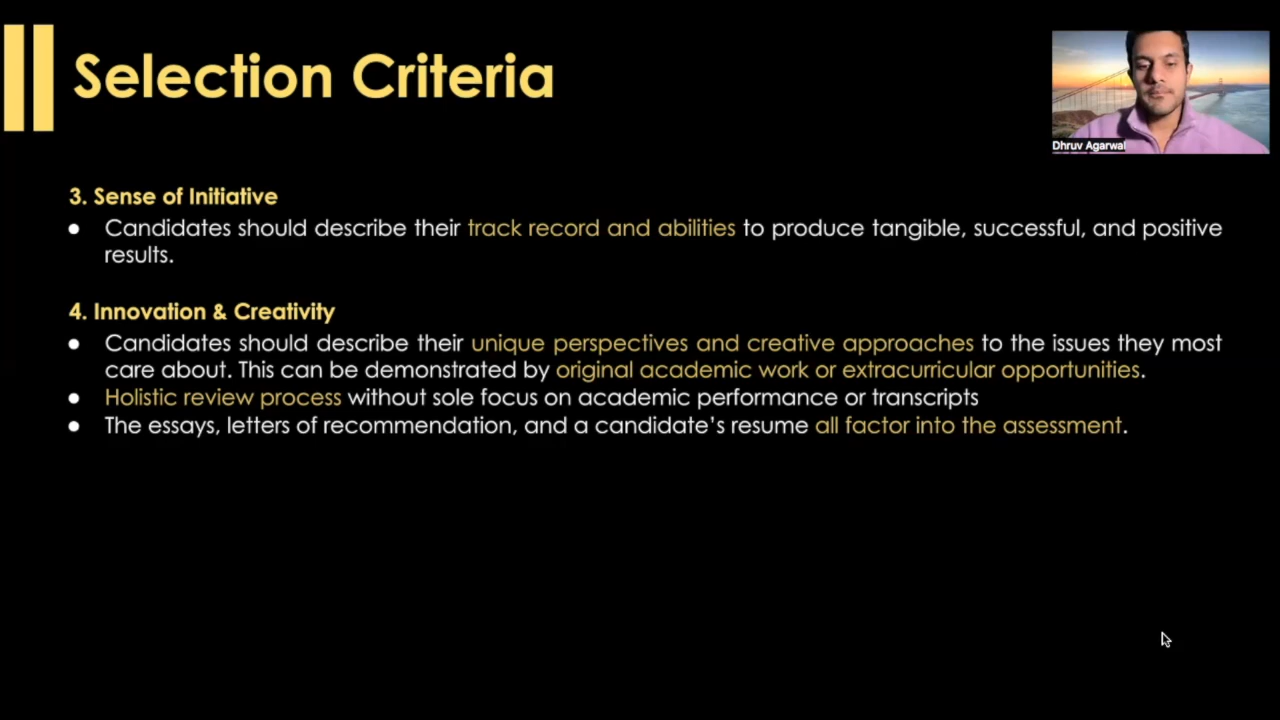 Selection Criteria
Dhruv Agarwal
3. Sense of Initiative
● Candidates should describe their track record and abilities to produce tangible, successful, and positive
results.
4. Innovation & Creativity
● Candidates should describe their unique perspectives and creative approaches to the issues they most
care about. This can be demonstrated by original academic work or extracurricular opportunities.
● Holistic review process without sole focus on academic performance or transcripts
● The essays, letters of recommendation, and a candidate’s resume all factor into the assessment.